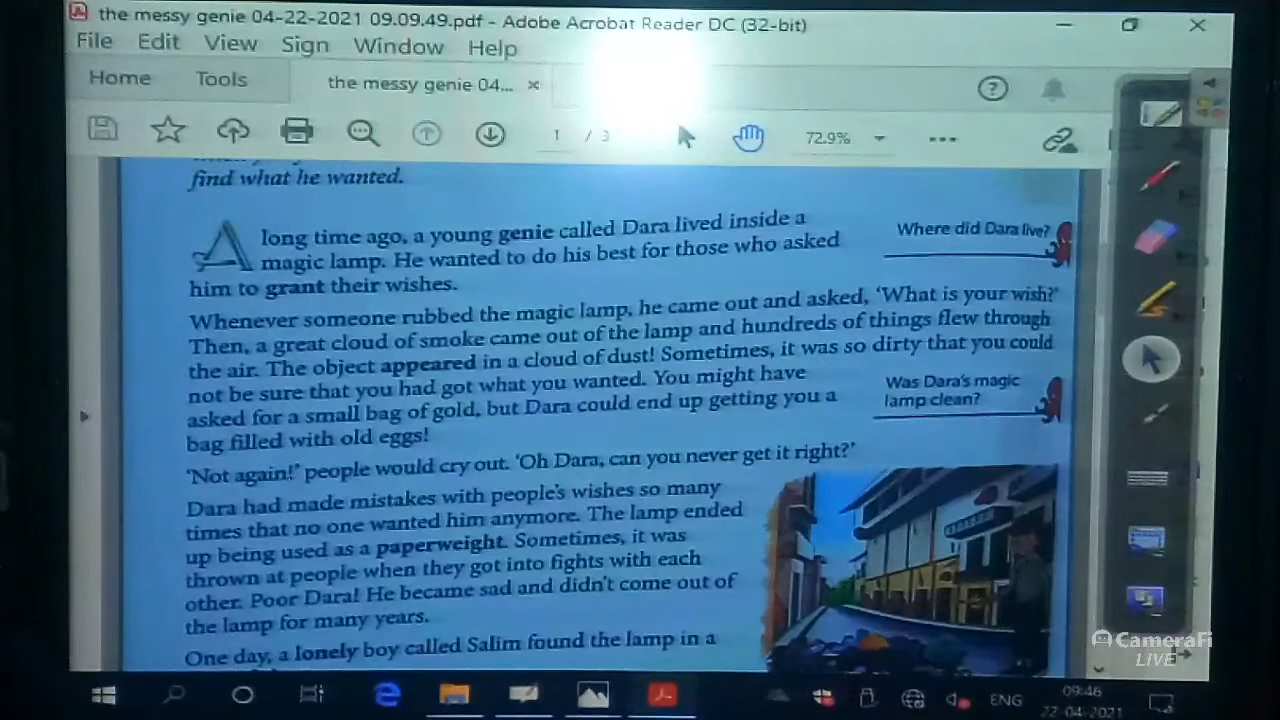 the messy genie 04-22-2021 09.09.49.pdf - Adobe Acrobat Reader DC (32-bit)
File Edit View Sign Window Help
Home Tools the messy genie 04... ×
1 / 3 72.9%
find what he wanted.
A long time ago, a young genie called Dara lived inside a
magic lamp. He wanted to do his best for those who asked
him to grant their wishes.
Where did Dara live?
Whenever someone rubbed the magic lamp, he came out and asked, 'What is your wish?'
Then, a great cloud of smoke came out of the lamp and hundreds of things flew through
the air. The object appeared in a cloud of dust! Sometimes, it was so dirty that you could
not be sure that you had got what you wanted. You might have
asked for a small bag of gold, but Dara could end up getting you a
bag filled with old eggs!
Was Dara's magic
lamp clean?
'Not again!' people would cry out. 'Oh Dara, can you never get it right?'
Dara had made mistakes with people's wishes so many
times that no one wanted him anymore. The lamp ended
up being used as a paperweight. Sometimes, it was
thrown at people when they got into fights with each
other. Poor Dara! He became sad and didn't come out of
the lamp for many years.
One day, a lonely boy called Salim found the lamp in a
CameraFi
LIVE
ENG
09:46
22-04-2021